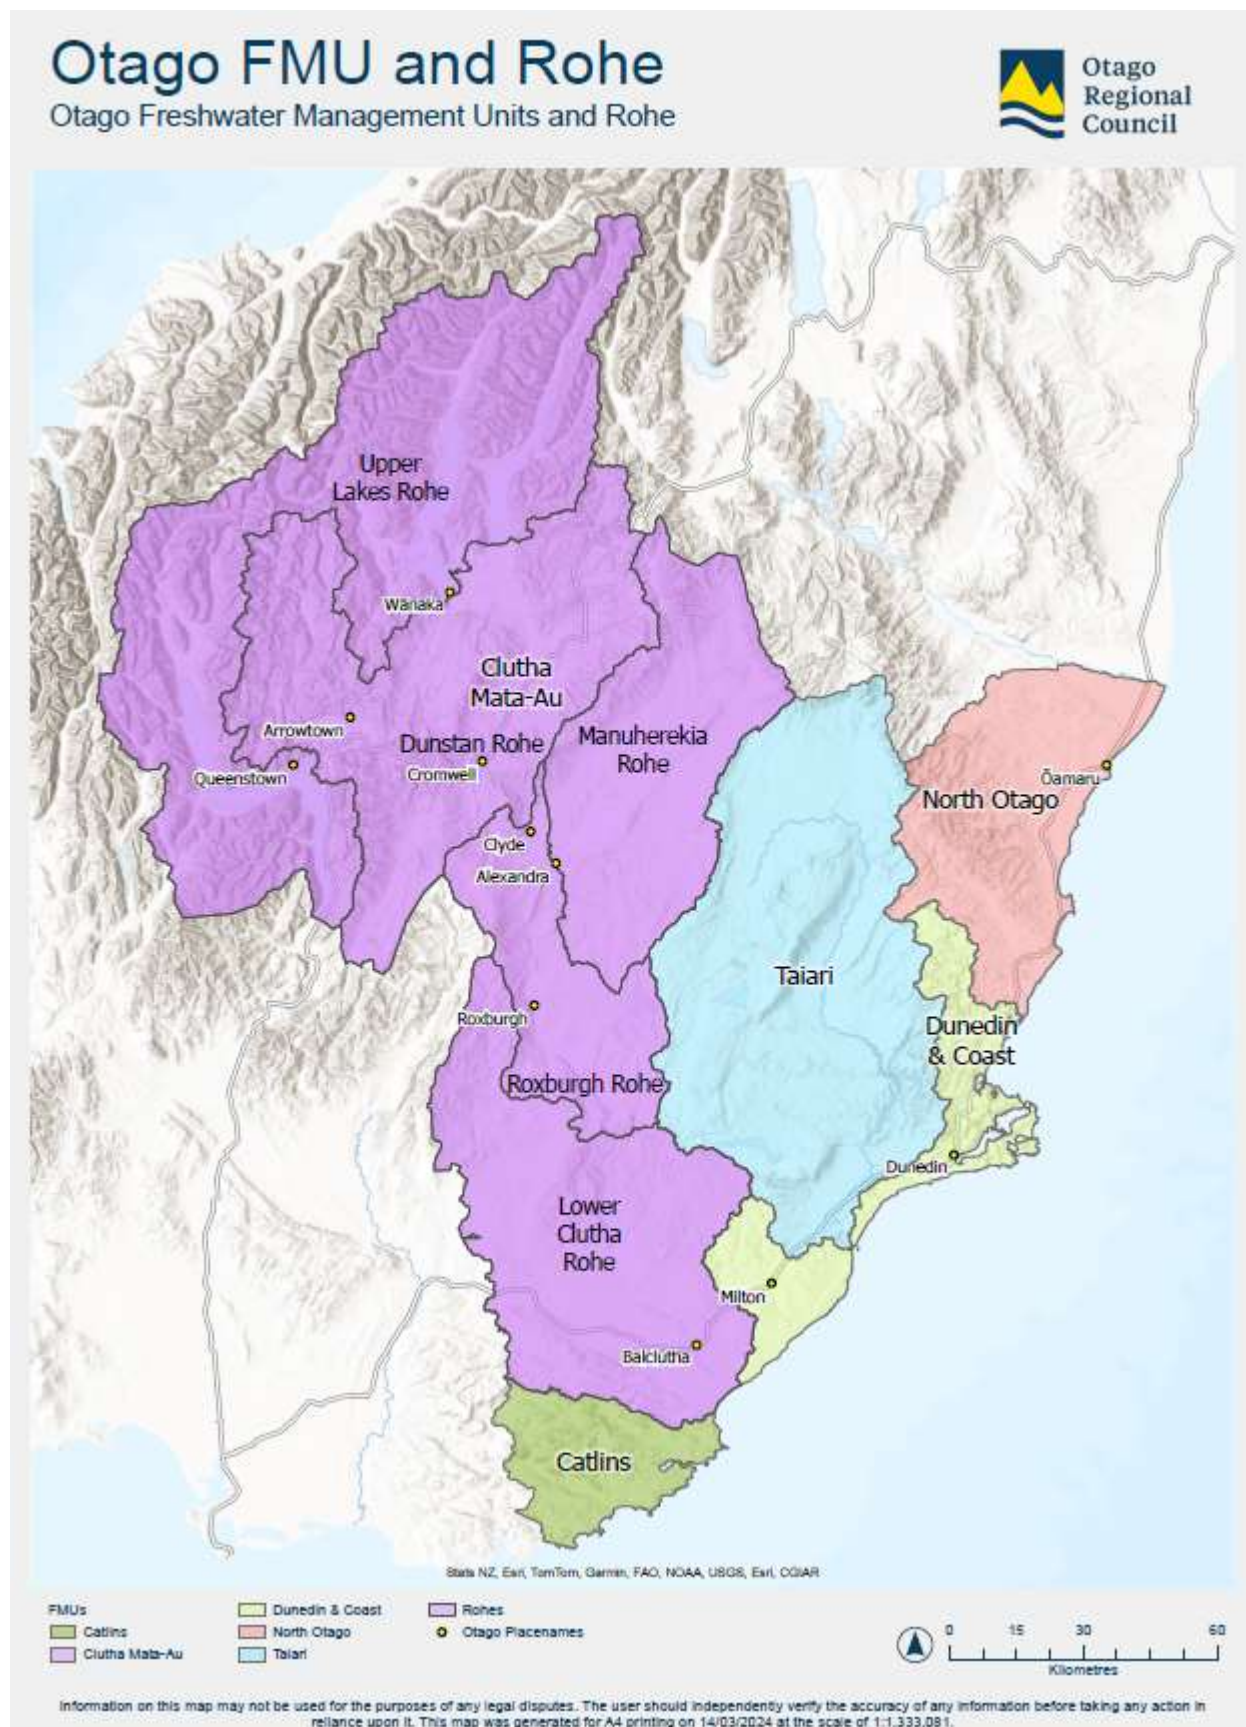 Otago FMU and Rohe
Otago Freshwater Management Units and Rohe
Otago
Regional
Council
Upper
Lakes Rohe
Wānaka
Clutha
Mata-Au
Arrowtown
Dunstan Rohe
Manuherekia
Rohe
Queenstown
Cromwell
Ōamaru
North Otago
Clyde
Alexandra
Taiari
Roxburgh
Dunedin
& Coast
Roxburgh Rohe
Dunedin
Lower
Clutha
Rohe
Milton
Balclutha
Catlins
Stats NZ, Esri, TomTom, Garmin, FAO, NOAA, USGS, Esri, CGIAR
FMUs
Catlins
Clutha Mata-Au
Dunedin & Coast
North Otago
Taiari
Rohes
Otago Placenames
0 15 30 60
Kilometres
Information on this map may not be used for the purposes of any legal disputes. The user should independently verify the accuracy of any information before taking any action in
reliance upon it. This map was generated for A4 printing on 14/03/2024 at the scale of 1:1,333,081.